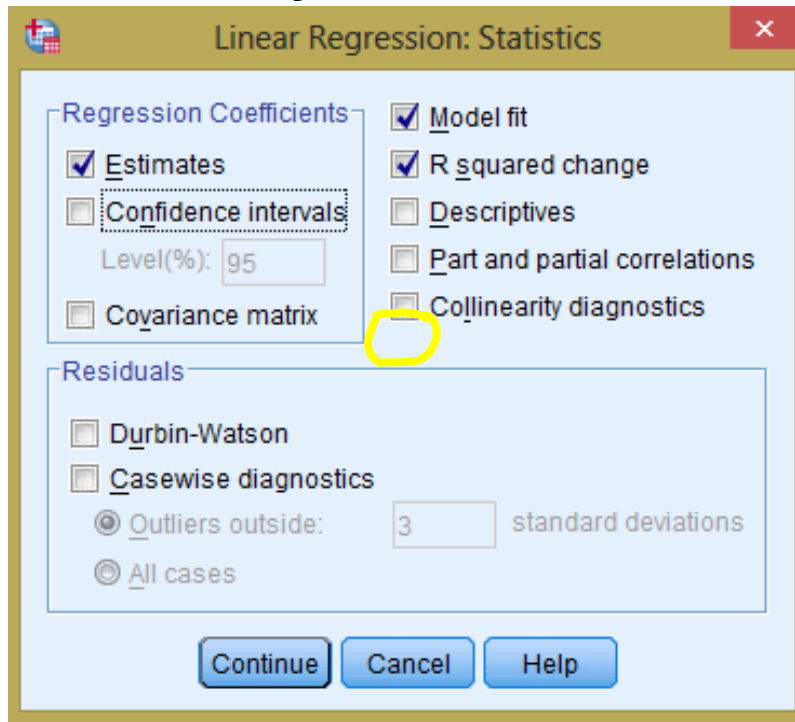 Linear Regression: Statistics
Regression Coefficients
Estimates
Confidence intervals
Level(%): 95
Covariance matrix
Model fit
R squared change
Descriptives
Part and partial correlations
Collinearity diagnostics
Residuals
Durbin-Watson
Casewise diagnostics
Outliers outside: 3 standard deviations
All cases
Continue Cancel Help